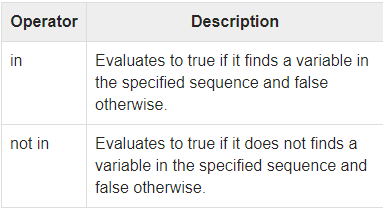 Operator Description
in Evaluates to true if it finds a variable in
the specified sequence and false
otherwise.
not in Evaluates to true if it does not finds a
variable in the specified sequence and
false otherwise.